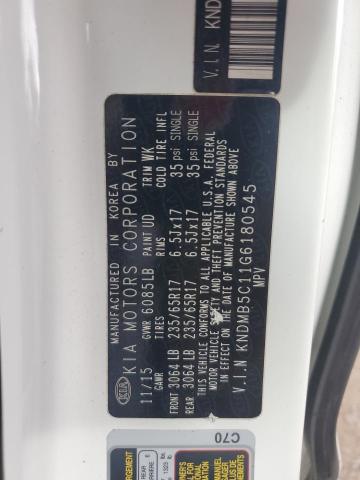 MANUFACTURED IN KOREA BY
KIA KIA MOTORS CORPORATION
11/15 GVWR 6085LB PAINT UD TRIM WK
GAWR TIRES RIMS COLD TIRE INFL
FRONT 3064 LB 235/65R17 6.5Jx17 35 psi SINGLE
REAR 3064 LB 235/65R17 6.5Jx17 35 psi SINGLE
THIS VEHICLE CONFORMS TO ALL APPLICABLE U.S.A. FEDERAL
MOTOR VEHICLE SAFETY AND THEFT PREVENTION STANDARDS
IN EFFECT ON THE DATE OF MANUFACTURE SHOWN ABOVE
V.I.N KNDMB5C11G6180545
MPV
V.I.N. KND
C70
REAR
ARRIERE